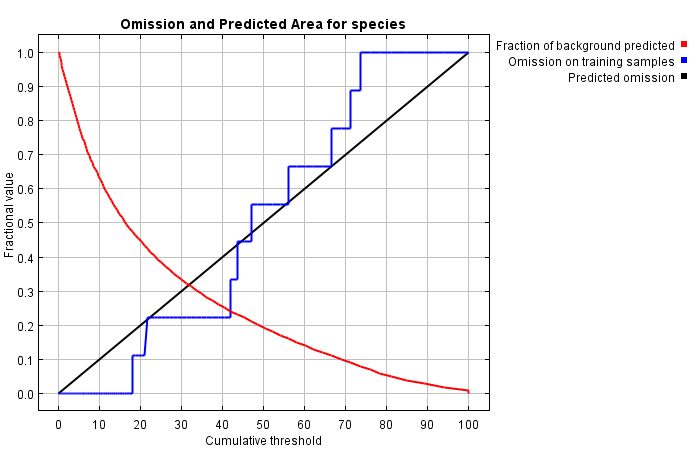 Omission and Predicted Area for species
Fraction of background predicted
Omission on training samples
Predicted omission
Fractional value
1.0
0.9
0.8
0.7
0.6
0.5
0.4
0.3
0.2
0.1
0.0
0 10 20 30 40 50 60 70 80 90 100
Cumulative threshold